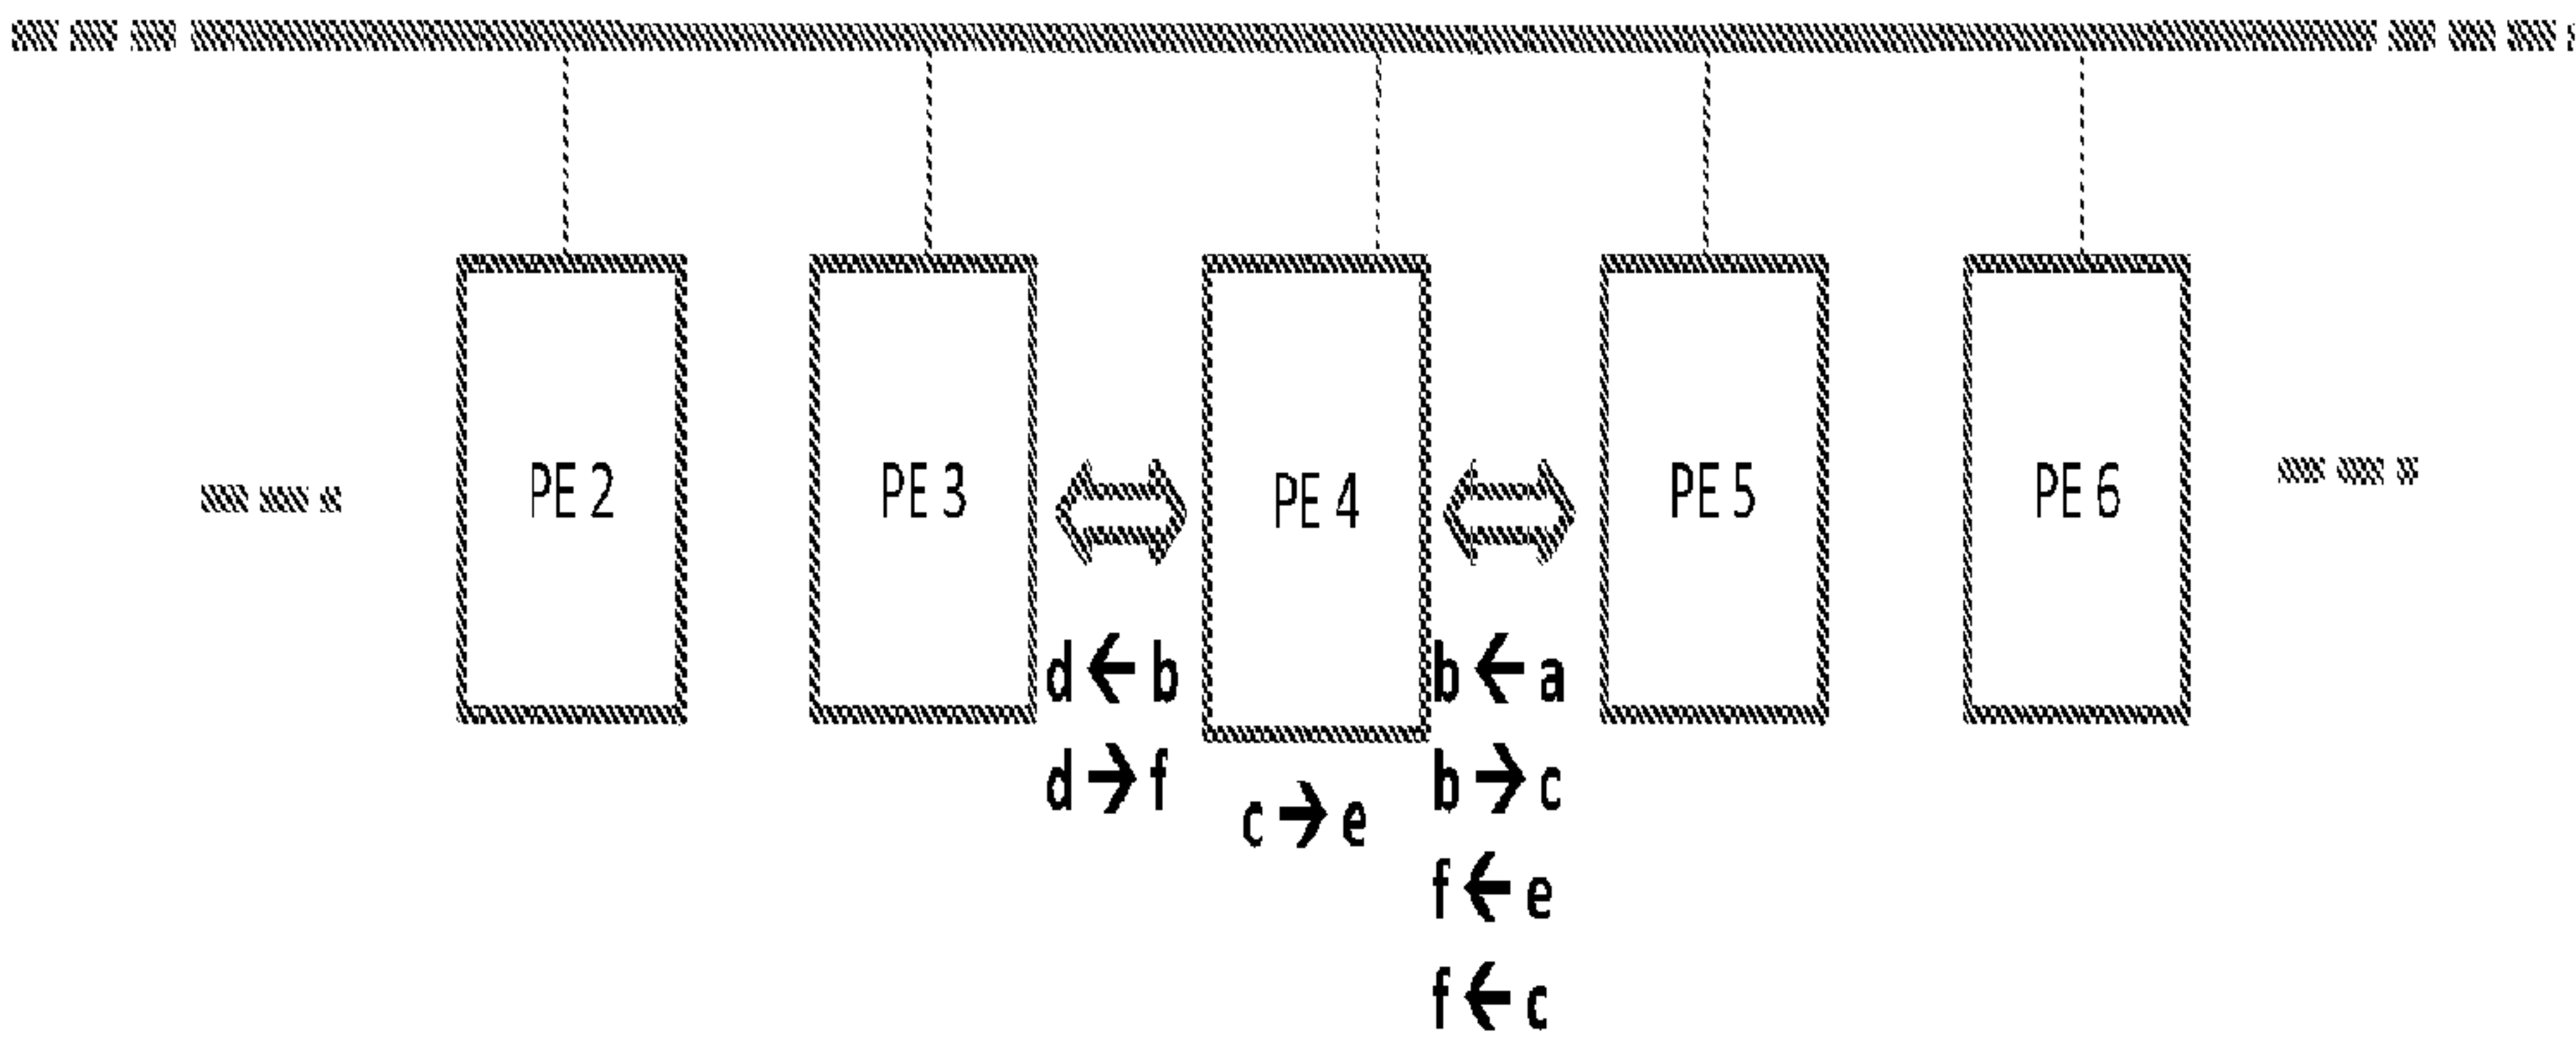 PE 2
PE 3
PE 4
PE 5
PE 6
d ← b
d → f
c → e
b ← a
b → c
f ← e
f ← c